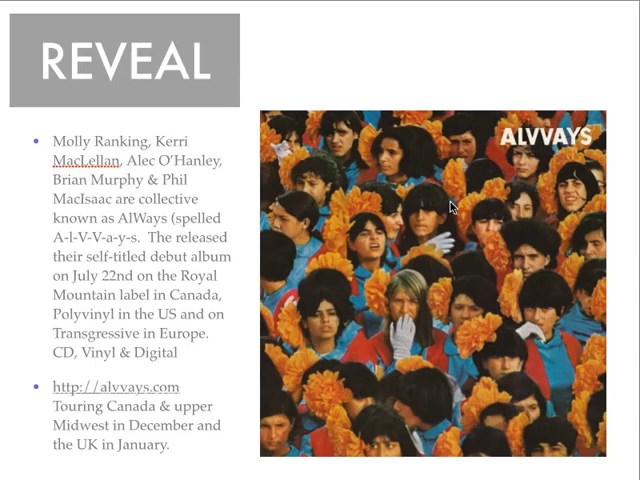 REVEAL
Molly Ranking, Kerri
MacLellan, Alec O'Hanley,
Brian Murphy & Phil
MacIsaac are collective
known as AlWays (spelled
A-l-V-V-a-y-s.  The released
their self-titled debut album
on July 22nd on the Royal
Mountain label in Canada,
Polyvinyl in the US and on
Transgressive in Europe.
CD, Vinyl & Digital
http://alvvays.com
Touring Canada & upper
Midwest in December and
the UK in January.
ALVVAYS